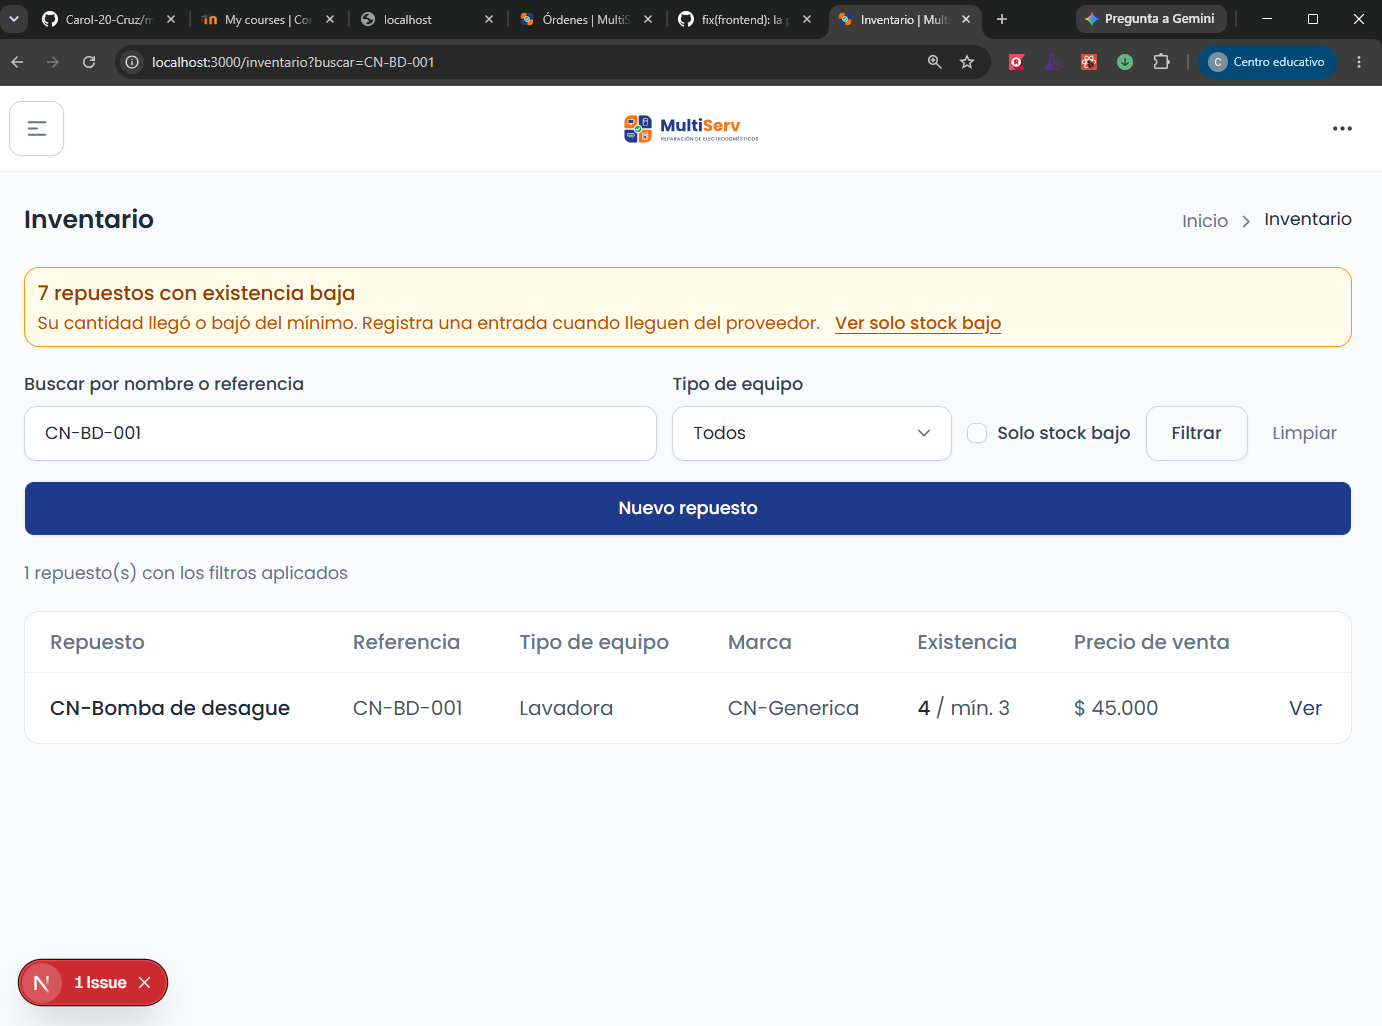 Carol-20-Cruz/m
My courses | Cor
localhost
Órdenes | MultiS
fix(frontend): la p
Inventario | Mult
Pregunta a Gemini
localhost:3000/inventario?buscar=CN-BD-001
C Centro educativo
MultiServ
REPARACIÓN DE ELECTRODOMÉSTICOS
Inventario
Inicio > Inventario
7 repuestos con existencia baja
Su cantidad llegó o bajó del mínimo. Registra una entrada cuando lleguen del proveedor. Ver solo stock bajo
Buscar por nombre o referencia
Tipo de equipo
CN-BD-001
Todos
Solo stock bajo
Filtrar
Limpiar
Nuevo repuesto
1 repuesto(s) con los filtros aplicados
Repuesto Referencia Tipo de equipo Marca Existencia Precio de venta
CN-Bomba de desague CN-BD-001 Lavadora CN-Generica 4 / mín. 3 $ 45.000 Ver
N 1 Issue